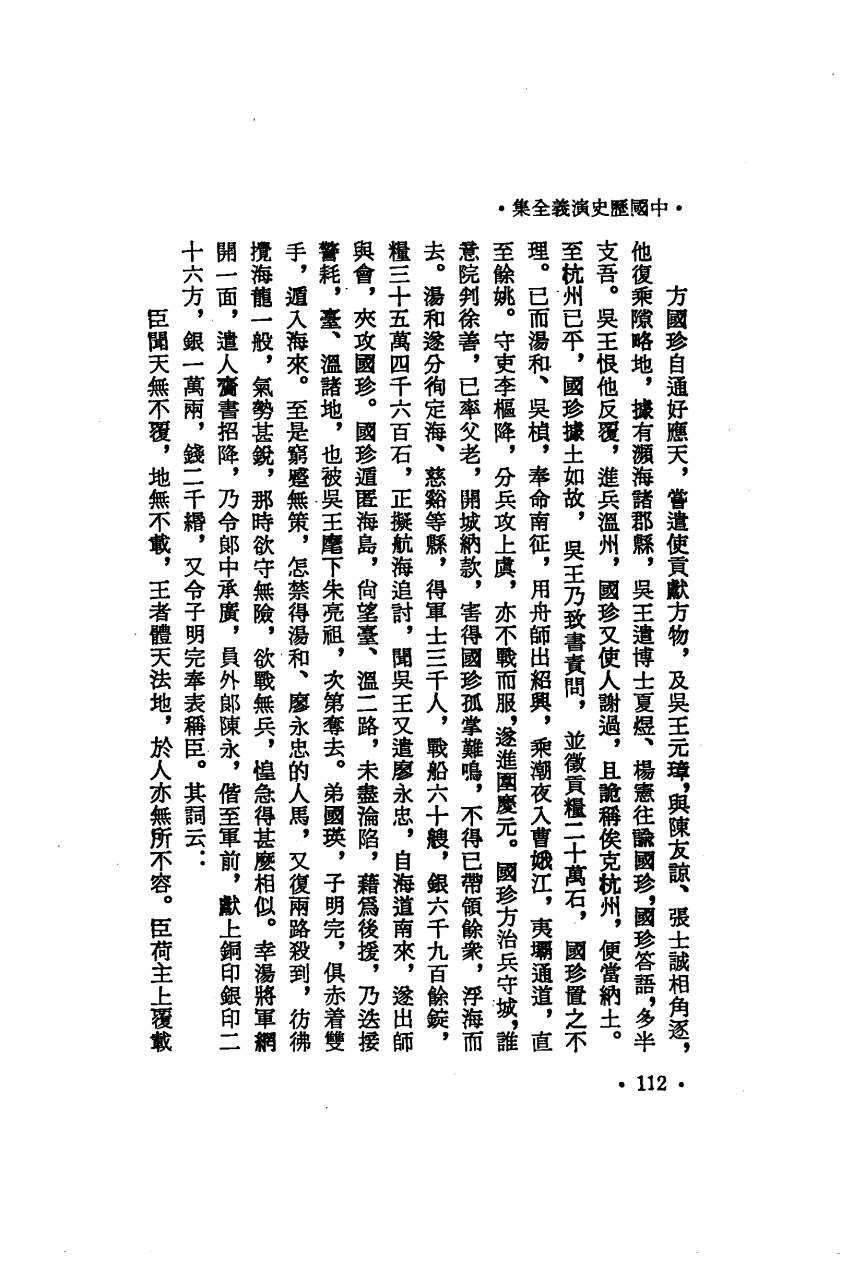 ·中國歷史演義全集·
方國珍自通好應天，嘗遣使貢獻方物，及吳王元璋，與陳友諒、張士誠相角逐，
他復乘隙略地，據有瀕海諸郡縣，吳王遣博士夏煜、楊憲往諭國珍，國珍答語，多半
支吾。吳王恨他反覆，進兵溫州，國珍又使人謝過，且詭稱俟克杭州，便當納土。
至杭州已平，國珍據土如故，吳王乃致書責問，並徵貢糧二十萬石，國珍置之不
理。已而湯和、吳楨，奉命南征，用舟師出紹興，乘潮夜入曹娥江，夷壩通道，直
至餘姚。守吏李樞降，分兵攻上虞，亦不戰而服，遂進圍慶元。國珍方治兵守城，誰
意院判徐善，已率父老，開城納款，害得國珍孤掌難鳴，不得已帶領餘衆，浮海而
去。湯和遂分徇定海、慈谿等縣，得軍士三千人，戰船六十艘，銀六千九百餘錠，
糧三十五萬四千六百石，正擬航海追討，聞吳王又遣廖永忠，自海道南來，遂出師
與會，夾攻國珍。國珍遁匿海島，尙望臺、溫二路，未盡淪陷，藉爲後援，乃迭接
警耗，臺、溫諸地，也被吳王麾下朱亮祖，次第奪去。弟國瑛，子明完，俱赤着雙
手，遁入海來。至是窮蹙無策，怎禁得湯和、廖永忠的人馬，又復兩路殺到，彷彿
攪海龍一般，氣勢甚銳，那時欲守無險，欲戰無兵，惶急得甚麽相似。幸湯將軍網
開一面，遣人齎書招降，乃令郞中承廣，員外郞陳永，偕至軍前，獻上銅印銀印二
十六方，銀一萬兩，錢二千緡，又令子明完奉表稱臣。其詞云：
臣聞天無不覆，地無不載，王者體天法地，於人亦無所不容。臣荷主上覆載
·112·